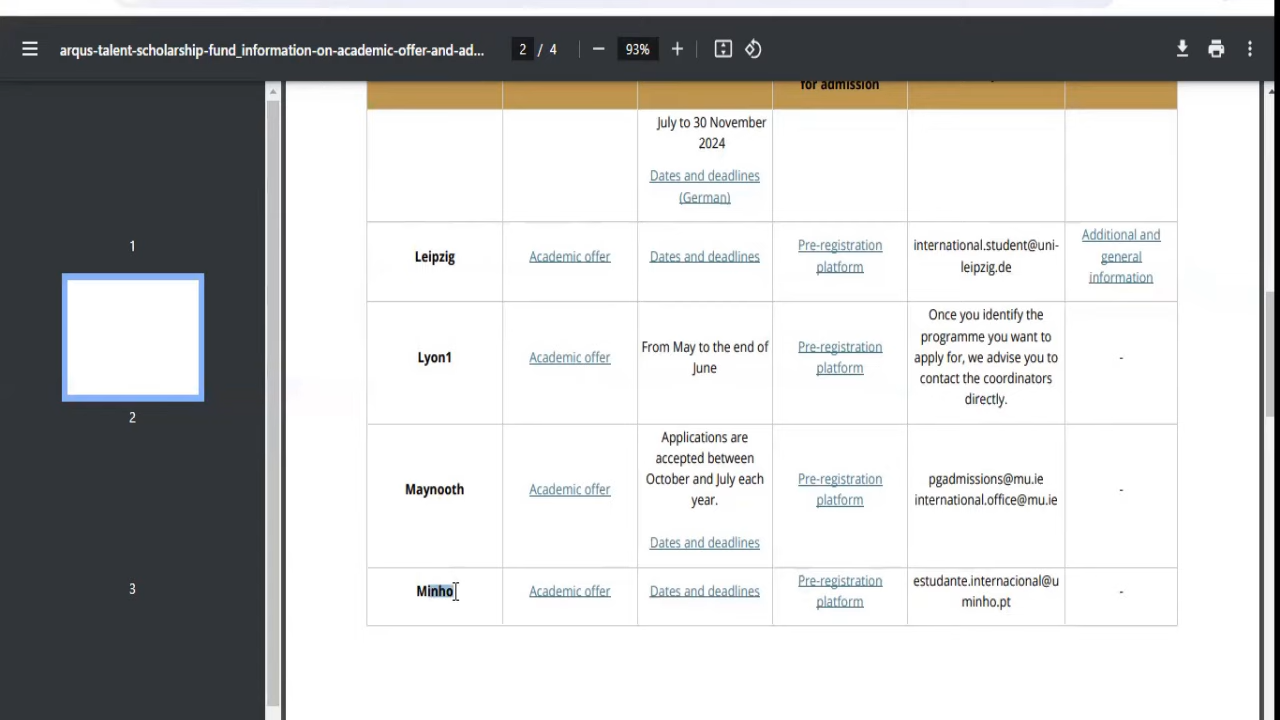 arqus-talent-scholarship-fund_information-on-academic-offer-and-ad...
2 / 4
93%
1
2
3
for admission
July to 30 November
2024
Dates and deadlines
(German)
Leipzig
Academic offer
Dates and deadlines
Pre-registration
platform
international.student@uni-
leipzig.de
Additional and
general
information
Lyon1
Academic offer
From May to the end of
June
Pre-registration
platform
Once you identify the
programme you want to
apply for, we advise you to
contact the coordinators
directly.
-
Maynooth
Academic offer
Applications are
accepted between
October and July each
year.
Dates and deadlines
Pre-registration
platform
pgadmissions@mu.ie
international.office@mu.ie
-
Minho
Academic offer
Dates and deadlines
Pre-registration
platform
estudante.internacional@u
minho.pt
-